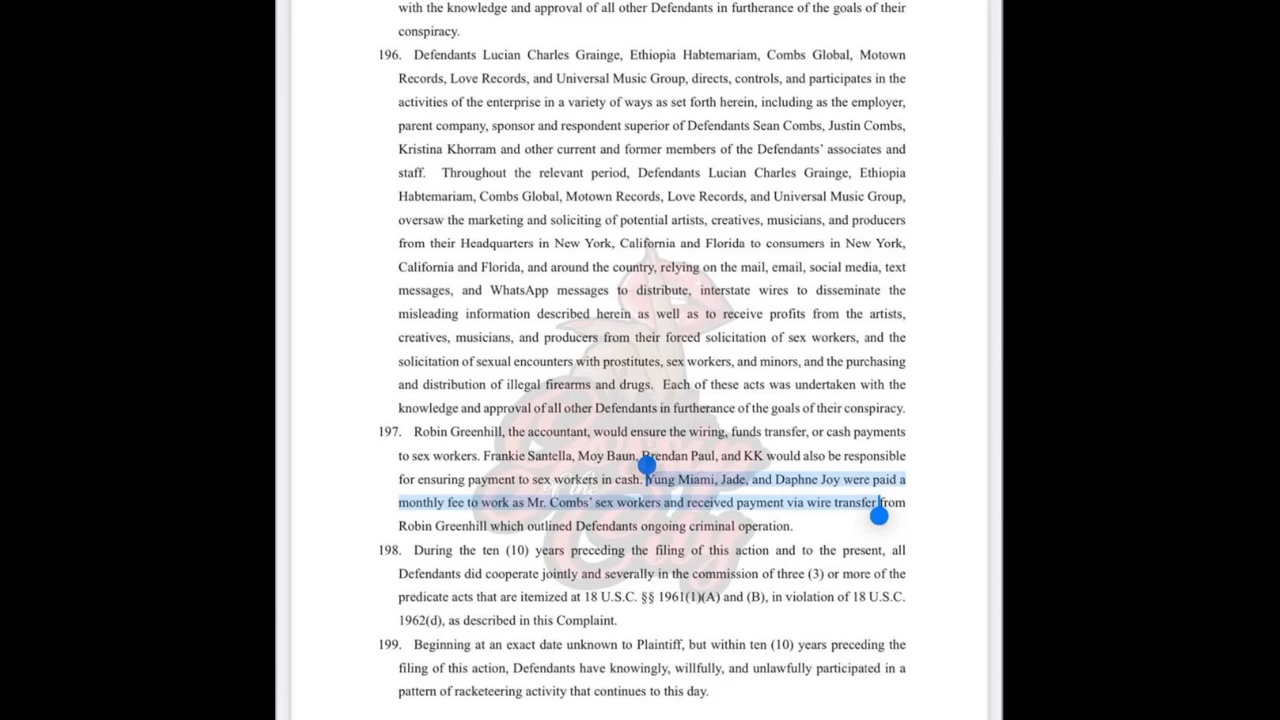 with the knowledge and approval of all other Defendants in furtherance of the goals of their
conspiracy.
196. Defendants Lucian Charles Grainge, Ethiopia Habtemariam, Combs Global, Motown
Records, Love Records, and Universal Music Group, directs, controls, and participates in the
activities of the enterprise in a variety of ways as set forth herein, including as the employer,
parent company, sponsor and respondent superior of Defendants Sean Combs, Justin Combs,
Kristina Khorram and other current and former members of the Defendants' associates and
staff. Throughout the relevant period, Defendants Lucian Charles Grainge, Ethiopia
Habtemariam, Combs Global, Motown Records, Love Records, and Universal Music Group,
oversaw the marketing and soliciting of potential artists, creatives, musicians, and producers
from their Headquarters in New York, California and Florida to consumers in New York,
California and Florida, and around the country, relying on the mail, email, social media, text
messages, and WhatsApp messages to distribute, interstate wires to disseminate the
misleading information described herein as well as to receive profits from the artists,
creatives, musicians, and producers from their forced solicitation of sex workers, and the
solicitation of sexual encounters with prostitutes, sex workers, and minors, and the purchasing
and distribution of illegal firearms and drugs. Each of these acts was undertaken with the
knowledge and approval of all other Defendants in furtherance of the goals of their conspiracy.
197. Robin Greenhill, the accountant, would ensure the wiring, funds transfer, or cash payments
to sex workers. Frankie Santella, Moy Baun, Brendan Paul, and KK would also be responsible
for ensuring payment to sex workers in cash. Yung Miami, Jade, and Daphne Joy were paid a
monthly fee to work as Mr. Combs' sex workers and received payment via wire transfer from
Robin Greenhill which outlined Defendants ongoing criminal operation.
198. During the ten (10) years preceding the filing of this action and to the present, all
Defendants did cooperate jointly and severally in the commission of three (3) or more of the
predicate acts that are itemized at 18 U.S.C. §§ 1961(1)(A) and (B), in violation of 18 U.S.C.
1962(d), as described in this Complaint.
199. Beginning at an exact date unknown to Plaintiff, but within ten (10) years preceding the
filing of this action, Defendants have knowingly, willfully, and unlawfully participated in a
pattern of racketeering activity that continues to this day.